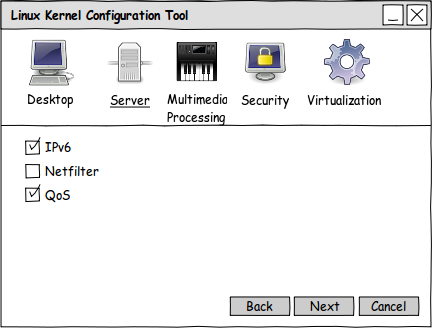 Linux Kernel Configuration Tool
Desktop
Server
Multimedia
Processing
Security
Virtualization
IPv6
Netfilter
QoS
Back
Next
Cancel